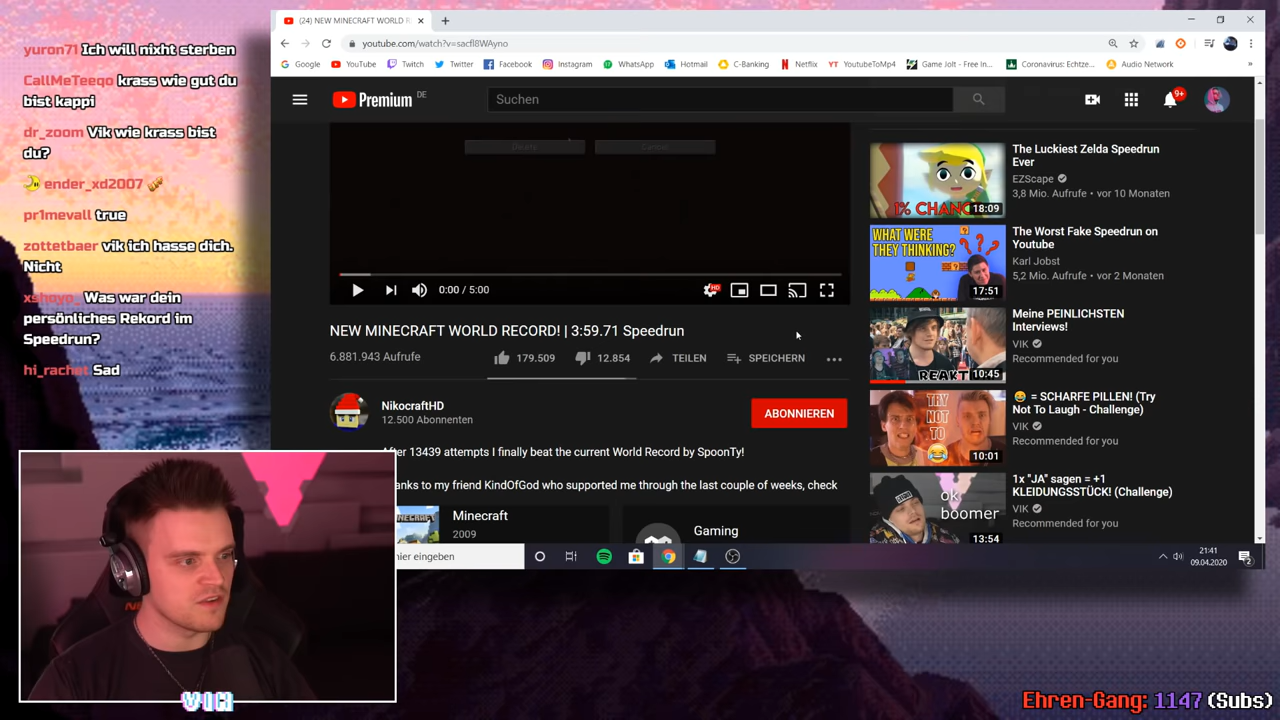 yuron71 Ich will nixht sterben
CallMeTeeqo krass wie gut du
bist kappi
dr_zoom Vik wie krass bist
du?
ender_xd2007
pr1mevall true
zottetbaer vik ich hasse dich.
Nicht
xshoyo_ Was war dein
persönliches Rekord im
Speedrun?
hi_rachet Sad
(24) NEW MINECRAFT WORLD R
youtube.com/watch?v=sacfl8WAyno
Google YouTube Twitch Twitter Facebook Instagram WhatsApp Hotmail C-Banking Netflix YT YoutubeToMp4 Game Jolt - Free In... Coronavirus: Echtze... Audio Network
Premium DE
Suchen
9+
Delete Cancel
0:00 / 5:00
HD
NEW MINECRAFT WORLD RECORD! | 3:59.71 Speedrun
6.881.943 Aufrufe
179.509 12.854 TEILEN SPEICHERN
NikocraftHD
12.500 Abonnenten
ABONNIEREN
After 13439 attempts I finally beat the current World Record by SpoonTy!
hanks to my friend KindOfGod who supported me through the last couple of weeks, check
Minecraft
2009
Gaming
1% CHANC
18:09
The Luckiest Zelda Speedrun
Ever
EZScape
3,8 Mio. Aufrufe • vor 10 Monaten
WHAT WERE
THEY THINKING?
17:51
The Worst Fake Speedrun on
Youtube
Karl Jobst
5,2 Mio. Aufrufe • vor 2 Monaten
REAKT
10:45
Meine PEINLICHSTEN
Interviews!
VIK
Recommended for you
TRY
NOT
TO
10:01
= SCHARFE PILLEN! (Try
Not To Laugh - Challenge)
VIK
Recommended for you
ok
boomer
13:54
1x "JA" sagen = +1
KLEIDUNGSSTÜCK! (Challenge)
VIK
Recommended for you
hier eingeben
21:41
09.04.2020
2
VIK
Ehren-Gang: 1147 (Subs)